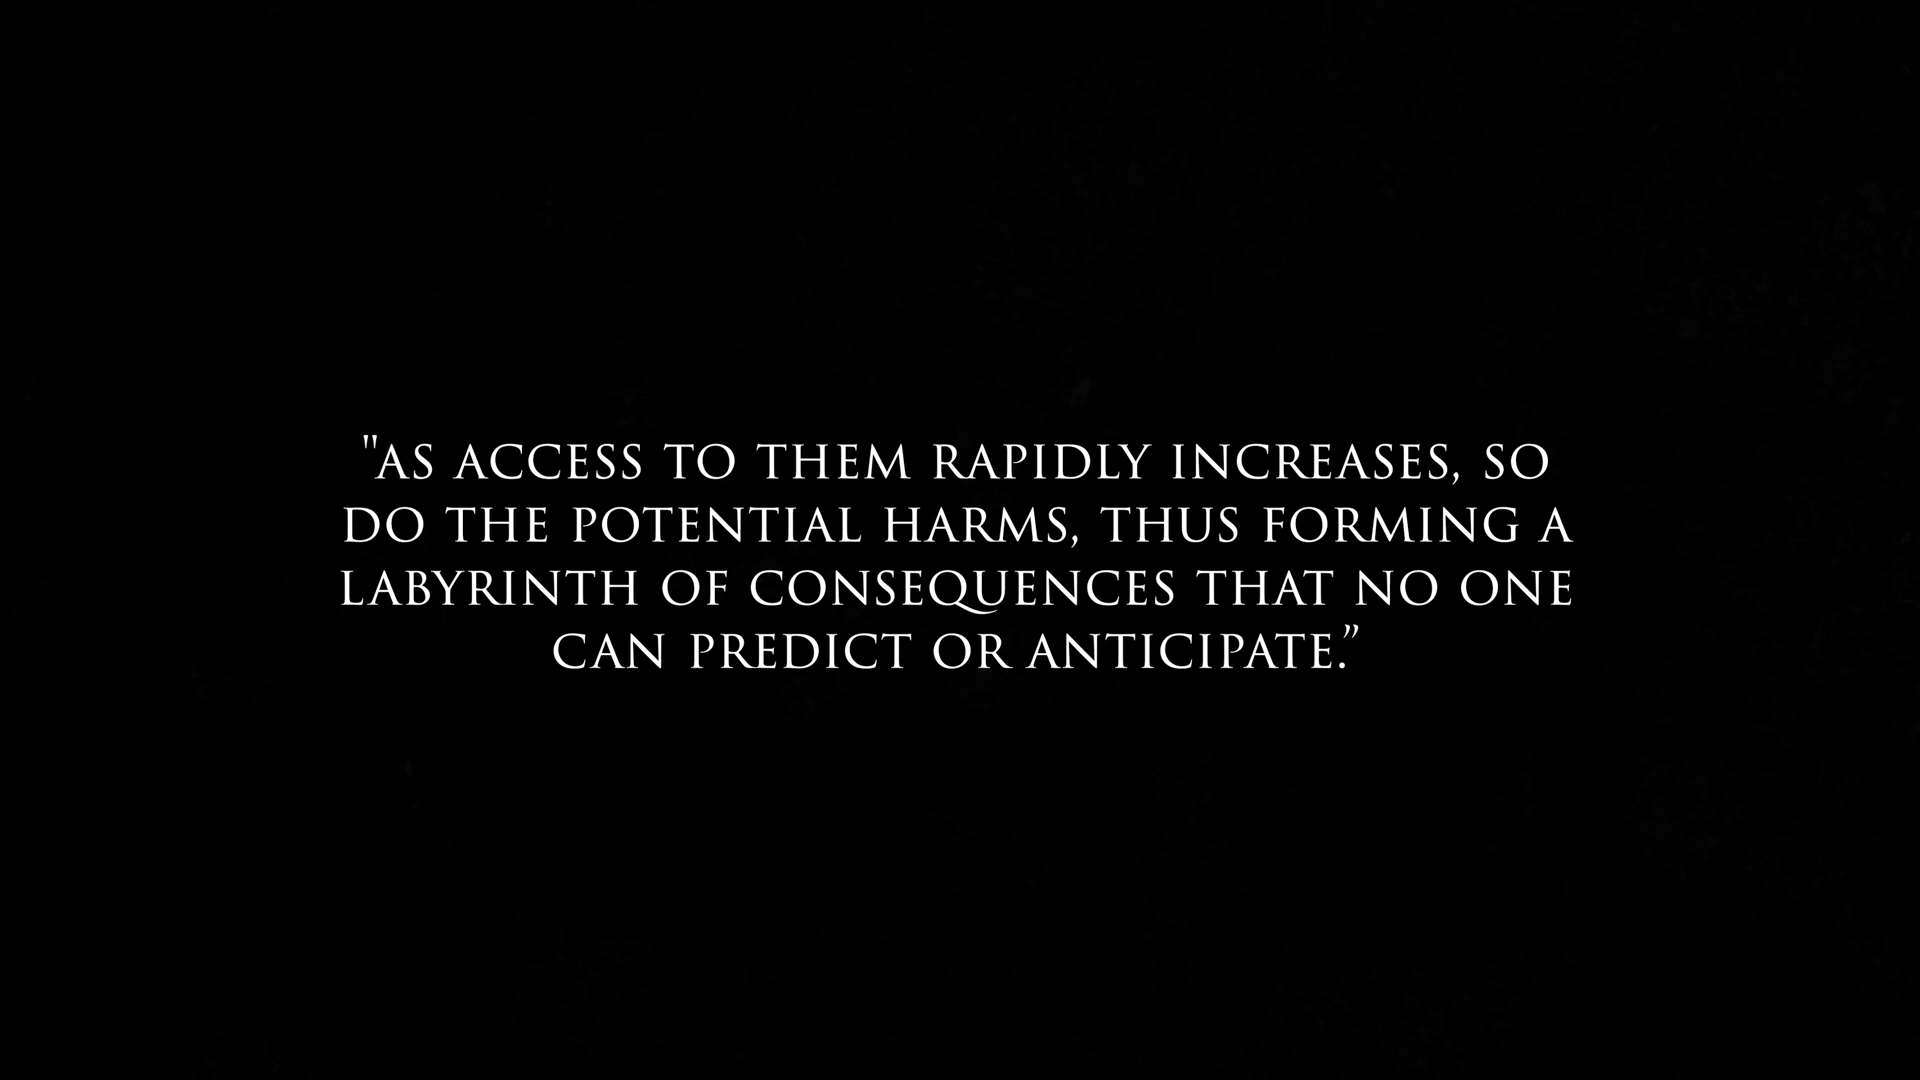 "AS ACCESS TO THEM RAPIDLY INCREASES, SO
DO THE POTENTIAL HARMS, THUS FORMING A
LABYRINTH OF CONSEQUENCES THAT NO ONE
CAN PREDICT OR ANTICIPATE.”